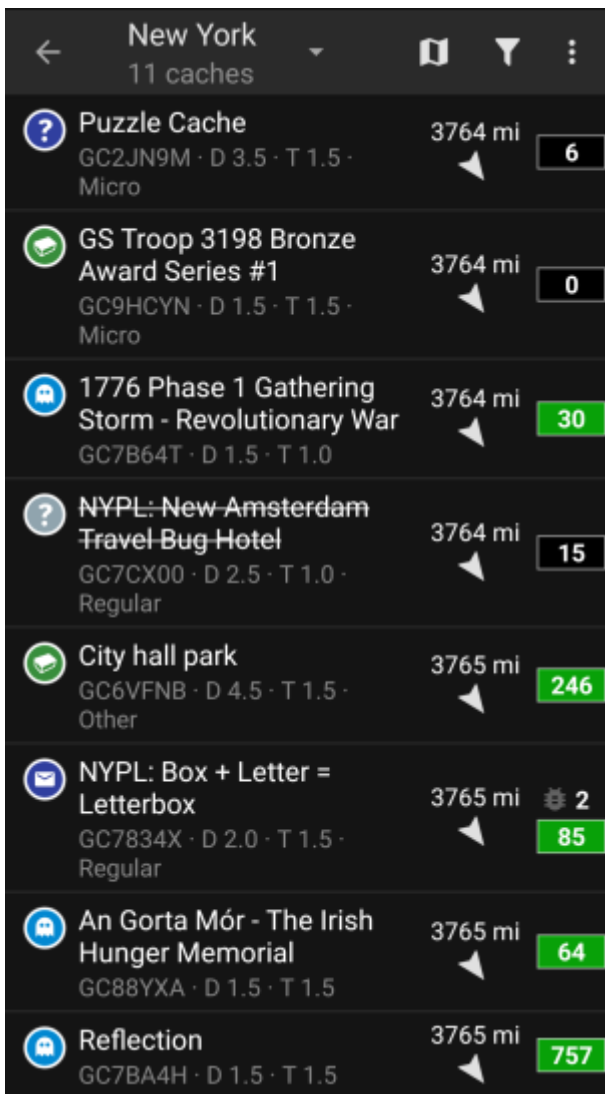 New York
11 caches
?
Puzzle Cache
GC2JN9M · D 3.5 · T 1.5 ·
Micro
3764 mi
6
GS Troop 3198 Bronze
Award Series #1
GC9HCYN · D 1.5 · T 1.5 ·
Micro
3764 mi
0
1776 Phase 1 Gathering
Storm - Revolutionary War
GC7B64T · D 1.5 · T 1.0
3764 mi
30
?
NYPL: New Amsterdam
Travel Bug Hotel
GC7CX00 · D 2.5 · T 1.0 ·
Regular
3764 mi
15
City hall park
GC6VFNB · D 4.5 · T 1.5 ·
Other
3765 mi
246
NYPL: Box + Letter =
Letterbox
GC7834X · D 2.0 · T 1.5 ·
Regular
3765 mi
2
85
An Gorta Mór - The Irish
Hunger Memorial
GC88YXA · D 1.5 · T 1.5
3765 mi
64
Reflection
GC7BA4H · D 1.5 · T 1.5
3765 mi
757